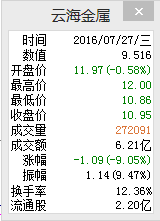 云海金属
时间 2016/07/27/三
数值 9.516
开盘价 11.97(-0.58%)
最高价 12.00
最低价 10.86
收盘价 10.95
成交量 272091
成交额 6.21亿
涨幅 -1.09(-9.05%)
振幅 1.14(9.47%)
换手率 12.36%
流通股 2.20亿